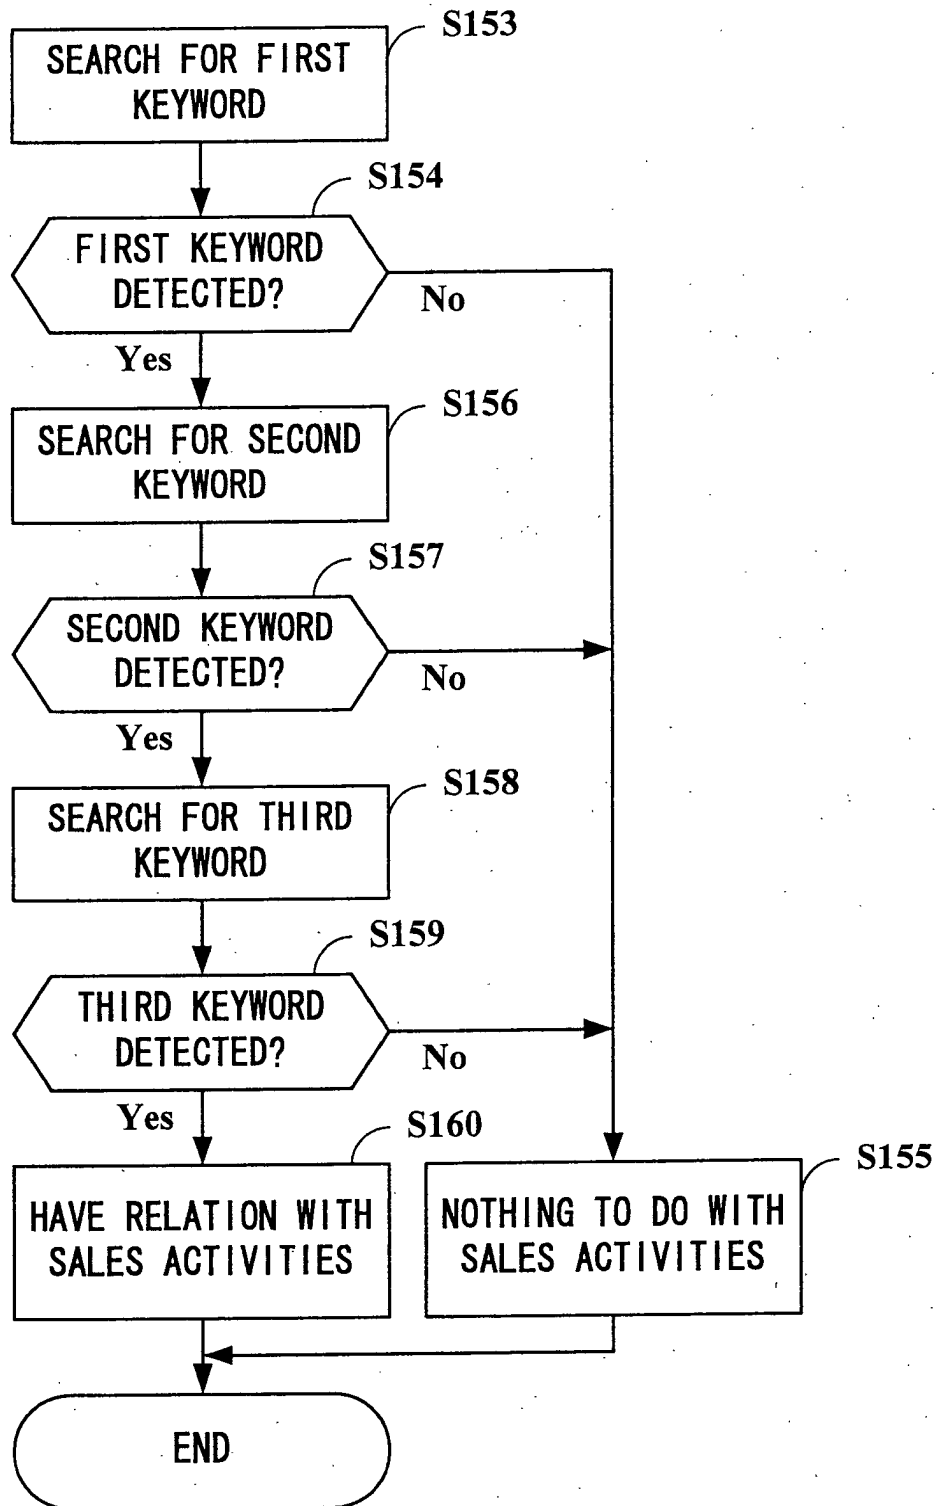 S153
SEARCH FOR FIRST
KEYWORD
S154
FIRST KEYWORD
DETECTED?
No
Yes
S156
SEARCH FOR SECOND
KEYWORD
S157
SECOND KEYWORD
DETECTED?
No
Yes
S158
SEARCH FOR THIRD
KEYWORD
S159
THIRD KEYWORD
DETECTED?
No
Yes
S160
HAVE RELATION WITH
SALES ACTIVITIES
S155
NOTHING TO DO WITH
SALES ACTIVITIES
END